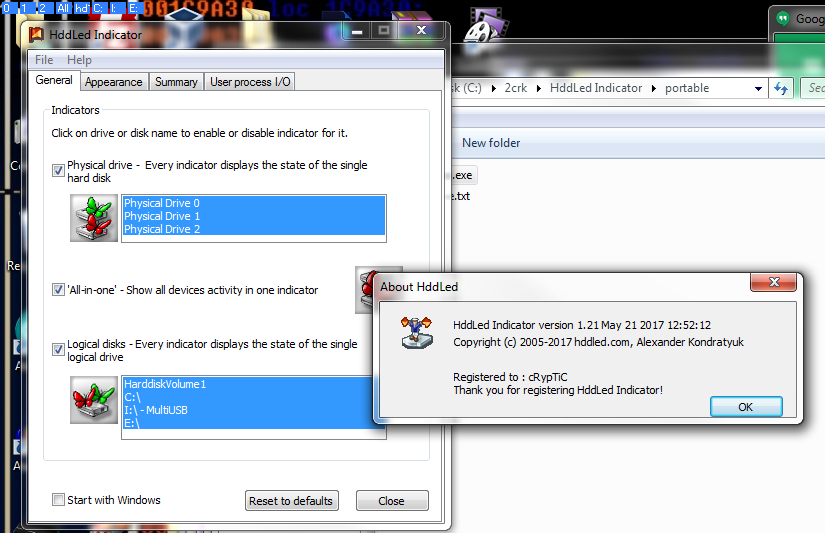 0 1 2 All hd C: I: E:
HddLed Indicator
Goog
File Help
General Appearance Summary User process I/O
sk (C:) 2crk HddLed Indicator portable
Sec
New folder
Indicators
Click on drive or disk name to enable or disable indicator for it.
Physical drive - Every indicator displays the state of the single
hard disk
.exe
e.txt
Physical Drive 0
Physical Drive 1
Physical Drive 2
'All-in-one' - Show all devices activity in one indicator
Logical disks - Every indicator displays the state of the single
logical drive
HarddiskVolume1
C:\
I:\ - MultiUSB
E:\
Start with Windows
Reset to defaults
Close
About HddLed
HddLed Indicator version 1.21 May 21 2017 12:52:12
Copyright (c) 2005-2017 hddled.com, Alexander Kondratyuk
Registered to : cRypTiC
Thank you for registering HddLed Indicator!
OK